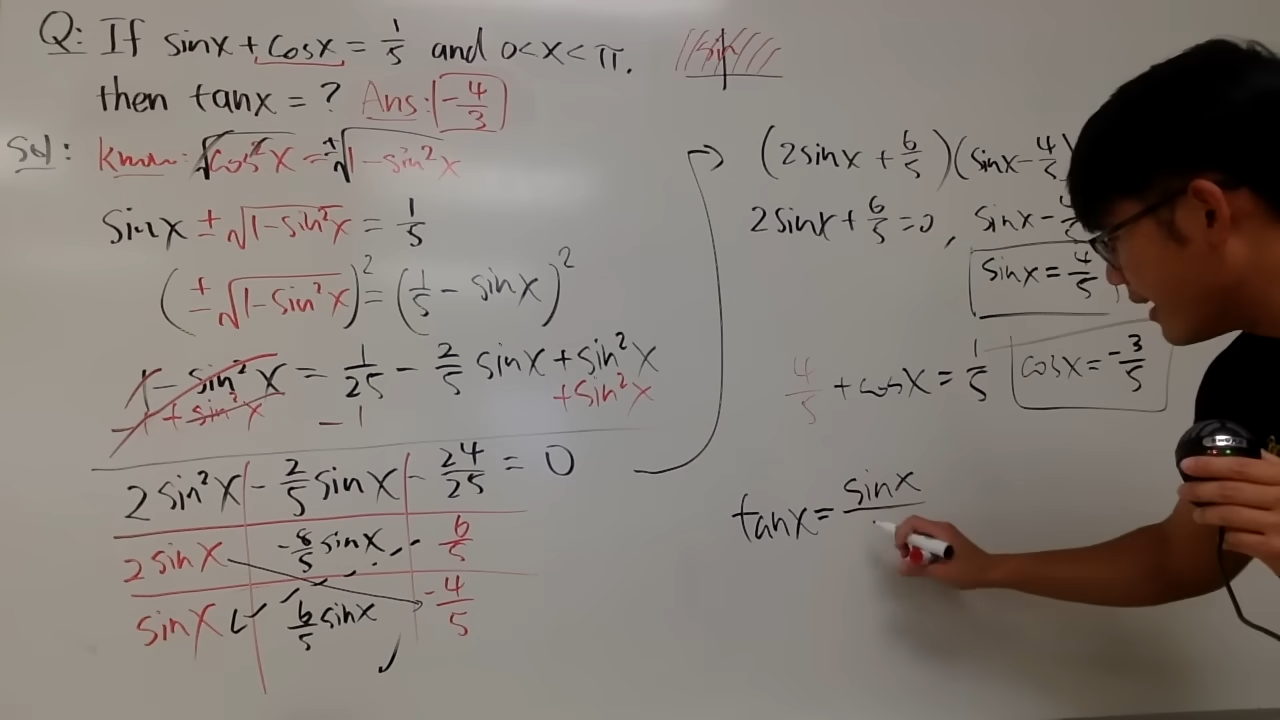 Q: If sinx + cosx = 1/5 and 0 < x < π.
then tanx = ? Ans: -4/3
Sol: Know: √cos²x = ±√1-sin²x
sinx ± √1-sin²x = 1/5
(±√1-sin²x)² = (1/5 - sinx)²
1 - sin²x = 1/25 - 2/5 sinx + sin²x
-1 + sin²x -1 + sin²x
2sin²x - 2/5 sinx - 24/25 = 0
2sinx -8/5 sinx 6/5
sinx 6/5 sinx -4/5
(2sinx + 6/5)(sinx - 4/5)
2sinx + 6/5 = 0, sinx -
sinx = 4/5
4/5 + cosx = 1/5 cosx = -3/5
tanx = sinx